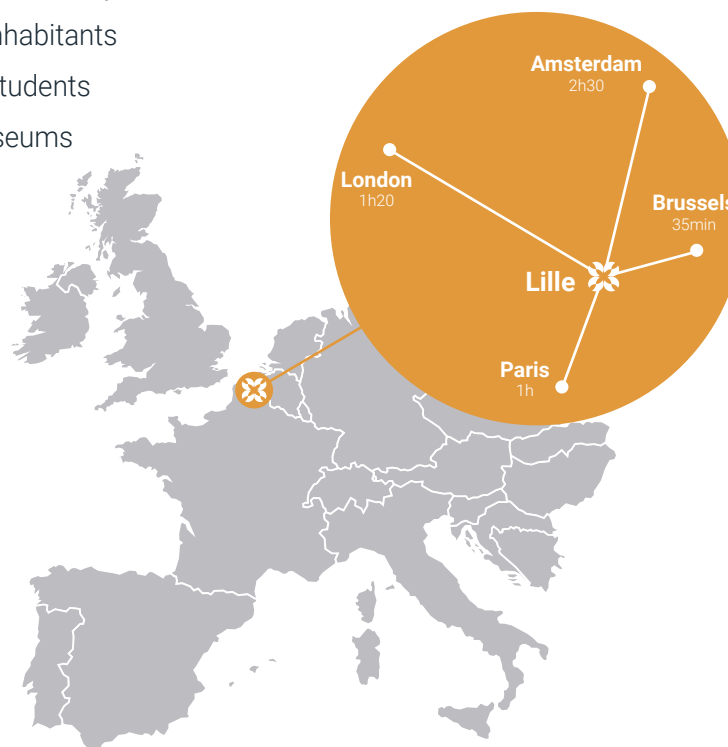 nhabitants
tudents
seums
Amsterdam
2h30
London
1h20
Brussels
35min
Lille
Paris
1h